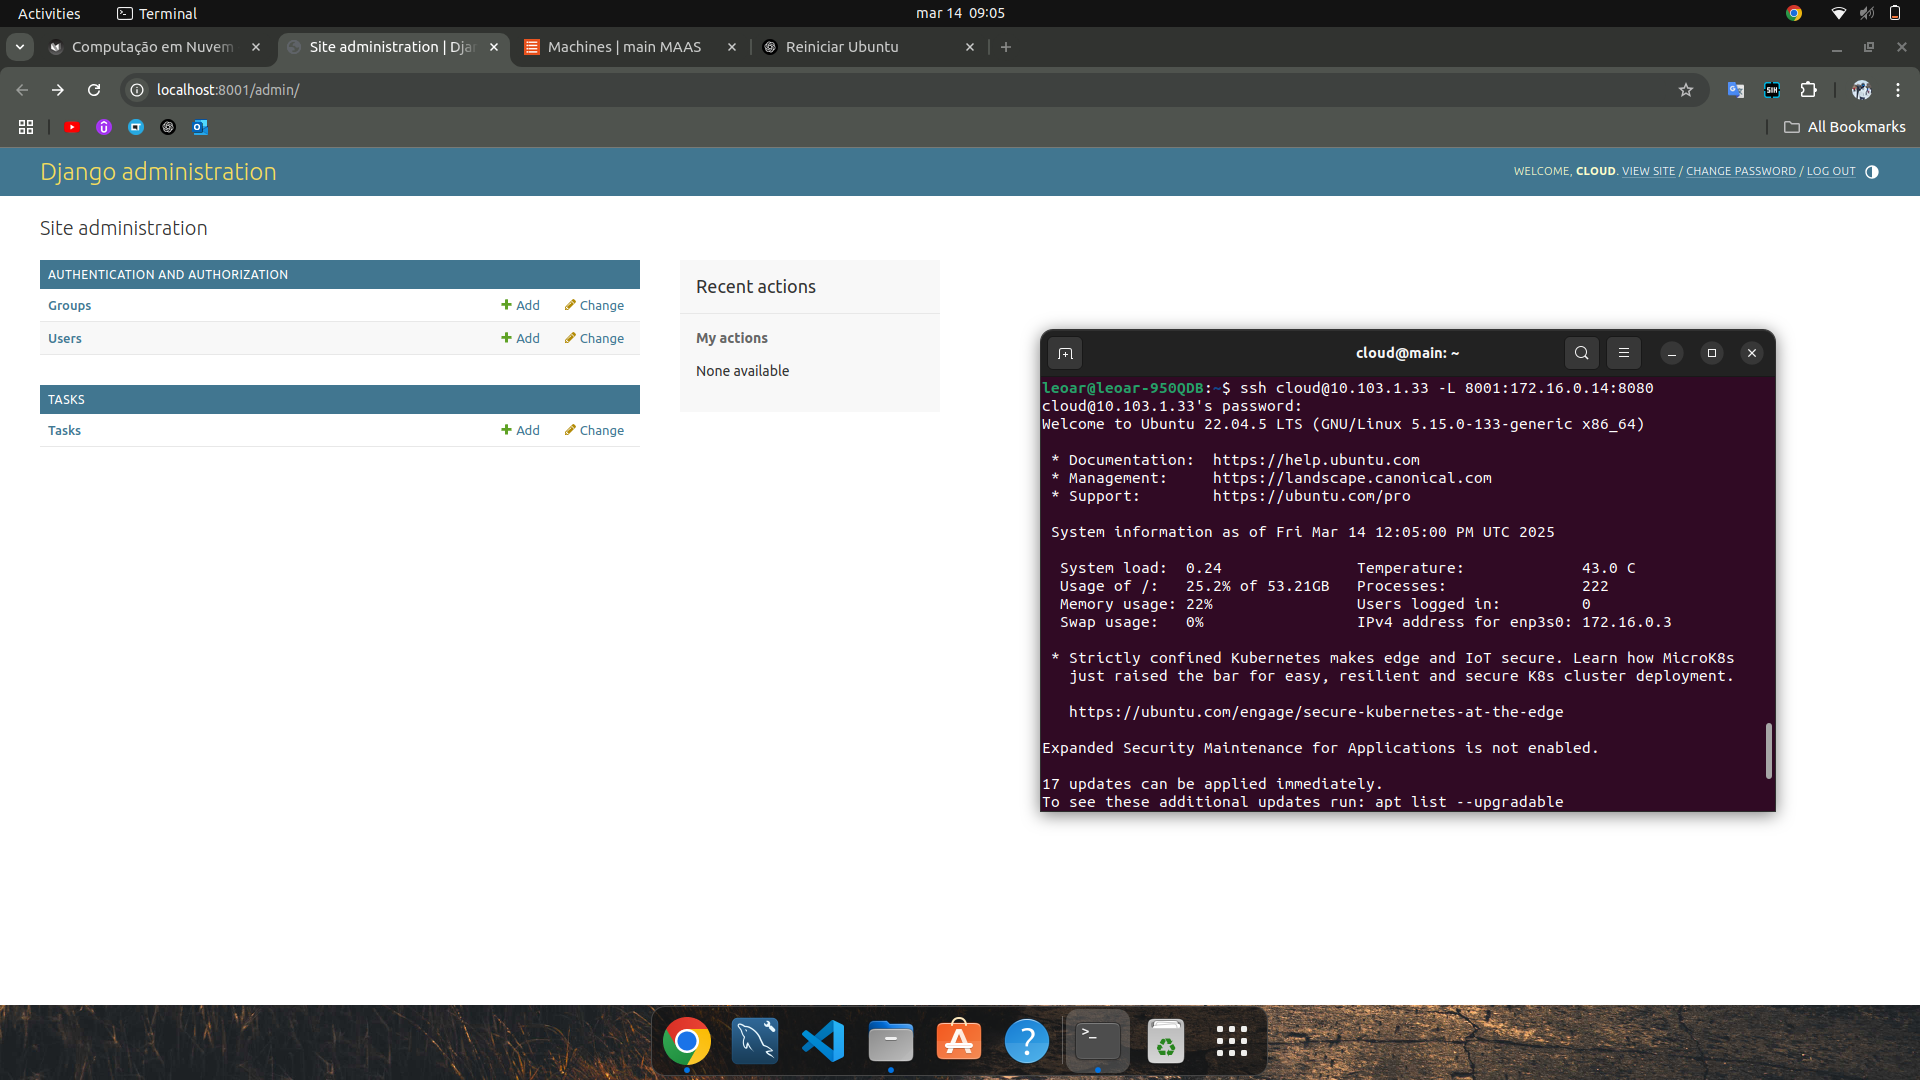 Activities
Terminal
mar 14 09:05
Computação em Nuvem
Site administration | Dja
Machines | main MAAS
Reiniciar Ubuntu
localhost:8001/admin/
All Bookmarks
Django administration
WELCOME, CLOUD. VIEW SITE / CHANGE PASSWORD / LOG OUT
Site administration
AUTHENTICATION AND AUTHORIZATION
Groups Add Change
Users Add Change
TASKS
Tasks Add Change
Recent actions
My actions
None available
cloud@main: ~
leoar@leoar-950QDB:~$ ssh cloud@10.103.1.33 -L 8001:172.16.0.14:8080
cloud@10.103.1.33's password:
Welcome to Ubuntu 22.04.5 LTS (GNU/Linux 5.15.0-133-generic x86_64)
* Documentation: https://help.ubuntu.com
* Management: https://landscape.canonical.com
* Support: https://ubuntu.com/pro
System information as of Fri Mar 14 12:05:00 PM UTC 2025
System load: 0.24 Temperature: 43.0 C
Usage of /: 25.2% of 53.21GB Processes: 222
Memory usage: 22% Users logged in: 0
Swap usage: 0% IPv4 address for enp3s0: 172.16.0.3
* Strictly confined Kubernetes makes edge and IoT secure. Learn how MicroK8s
just raised the bar for easy, resilient and secure K8s cluster deployment.
https://ubuntu.com/engage/secure-kubernetes-at-the-edge
Expanded Security Maintenance for Applications is not enabled.
17 updates can be applied immediately.
To see these additional updates run: apt list --upgradable